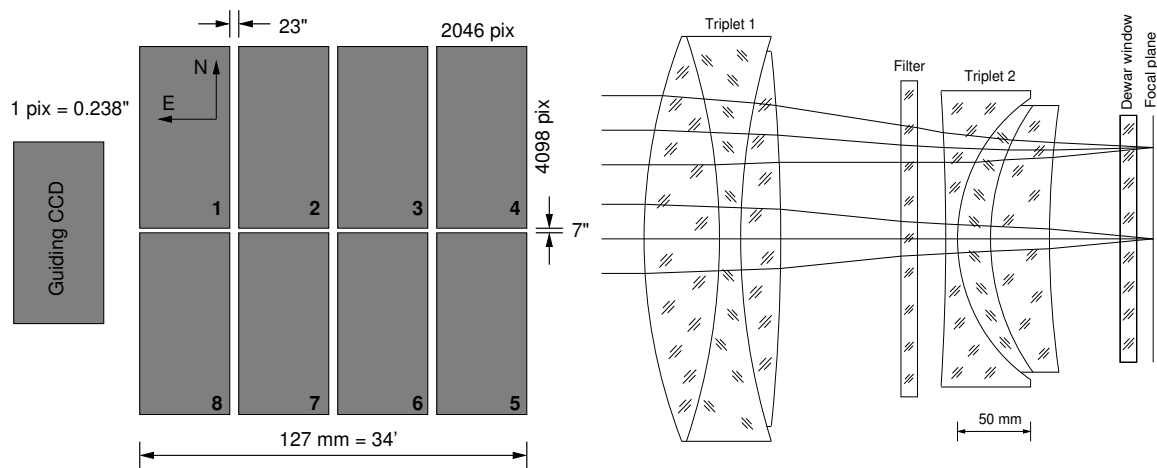 23"
2046 pix
N
E
1 pix = 0.238"
4098 pix
Guiding CCD
1
2
3
4
7"
8
7
6
5
127 mm = 34'
Triplet 1
Filter
Triplet 2
Dewar window
Focal plane
50 mm